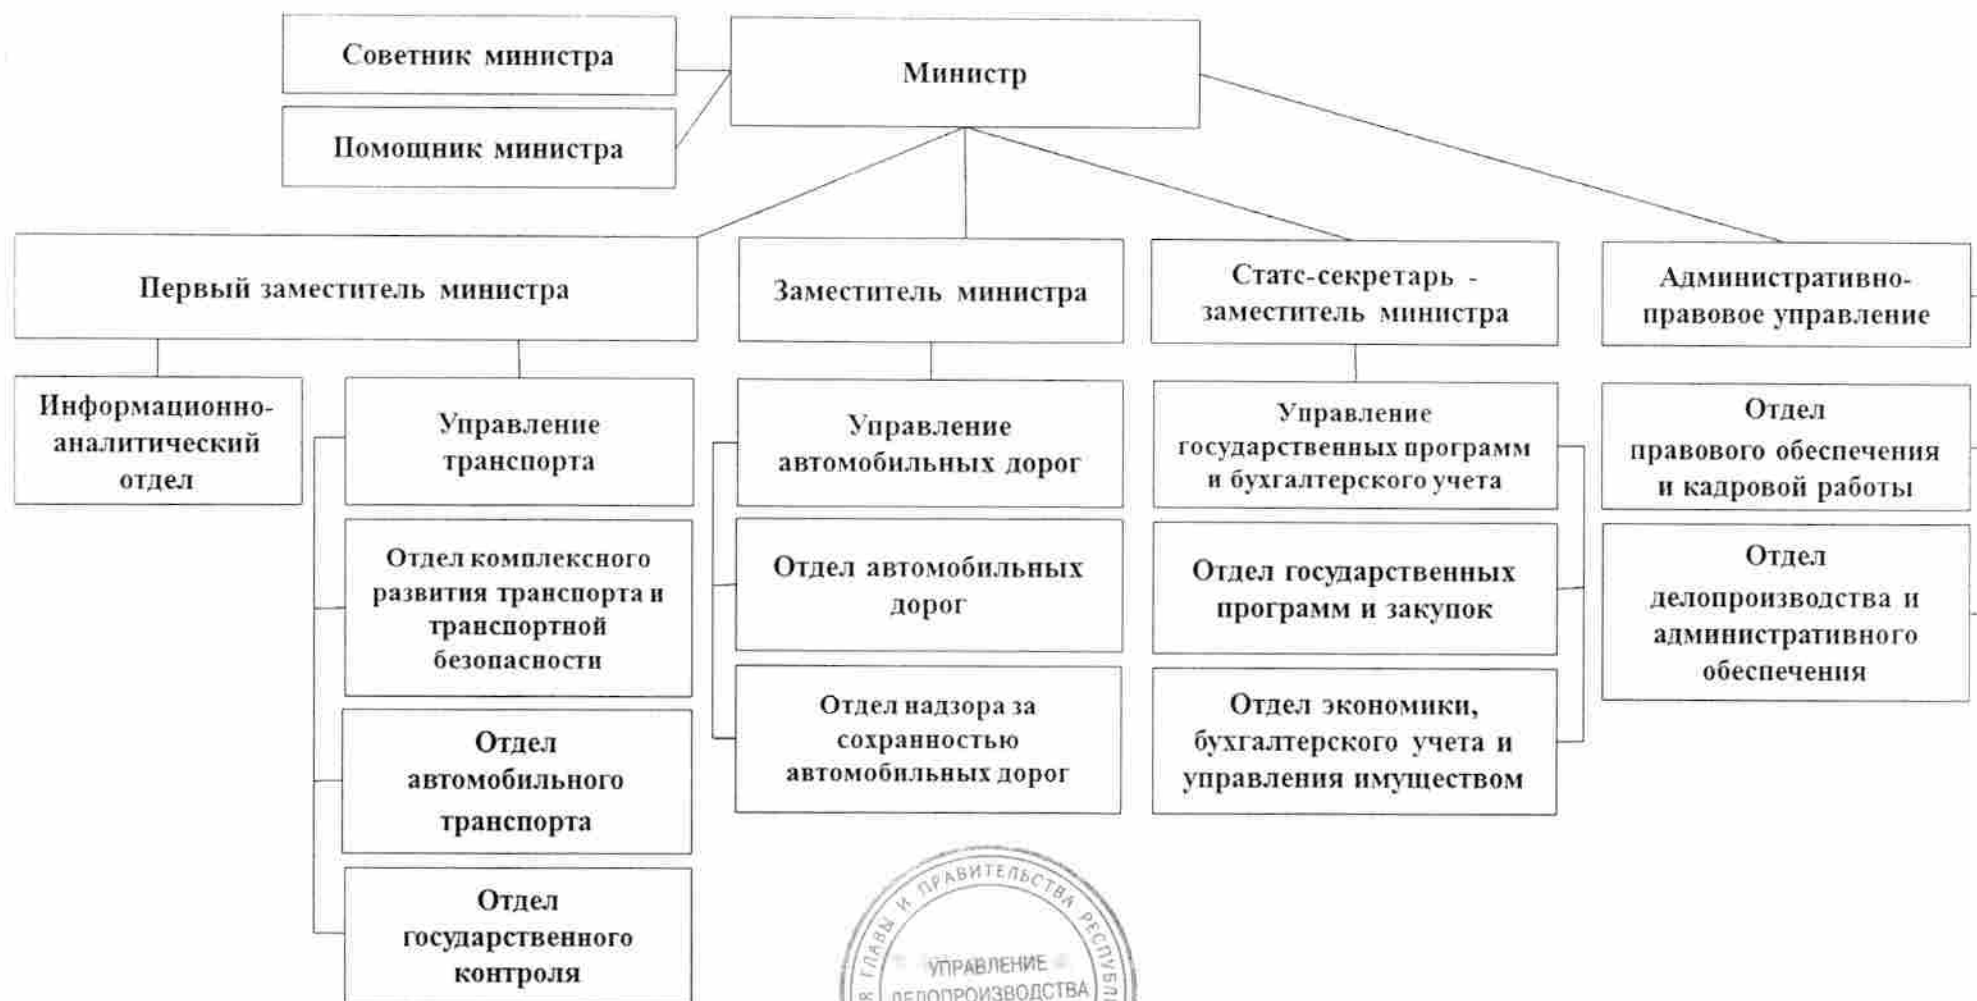 Советник министра
Министр
Помощник министра
Первый заместитель министра
Заместитель министра
Статс-секретарь -
заместитель министра
Административно-
правовое управление
Информационно-
аналитический
отдел
Управление
транспорта
Отдел комплексного
развития транспорта и
транспортной
безопасности
Отдел
автомобильного
транспорта
Отдел
государственного
контроля
Управление
автомобильных дорог
Отдел автомобильных
дорог
Отдел надзора за
сохранностью
автомобильных дорог
Управление
государственных программ
и бухгалтерского учета
Отдел государственных
программ и закупок
Отдел экономики,
бухгалтерского учета и
управления имуществом
Отдел
правового обеспечения
и кадровой работы
Отдел
делопроизводства и
административного
обеспечения
ГЛАВЫ И ПРАВИТЕЛЬСТВА
УПРАВЛЕНИЕ
ДЕЛОПРОИЗВОДСТВА